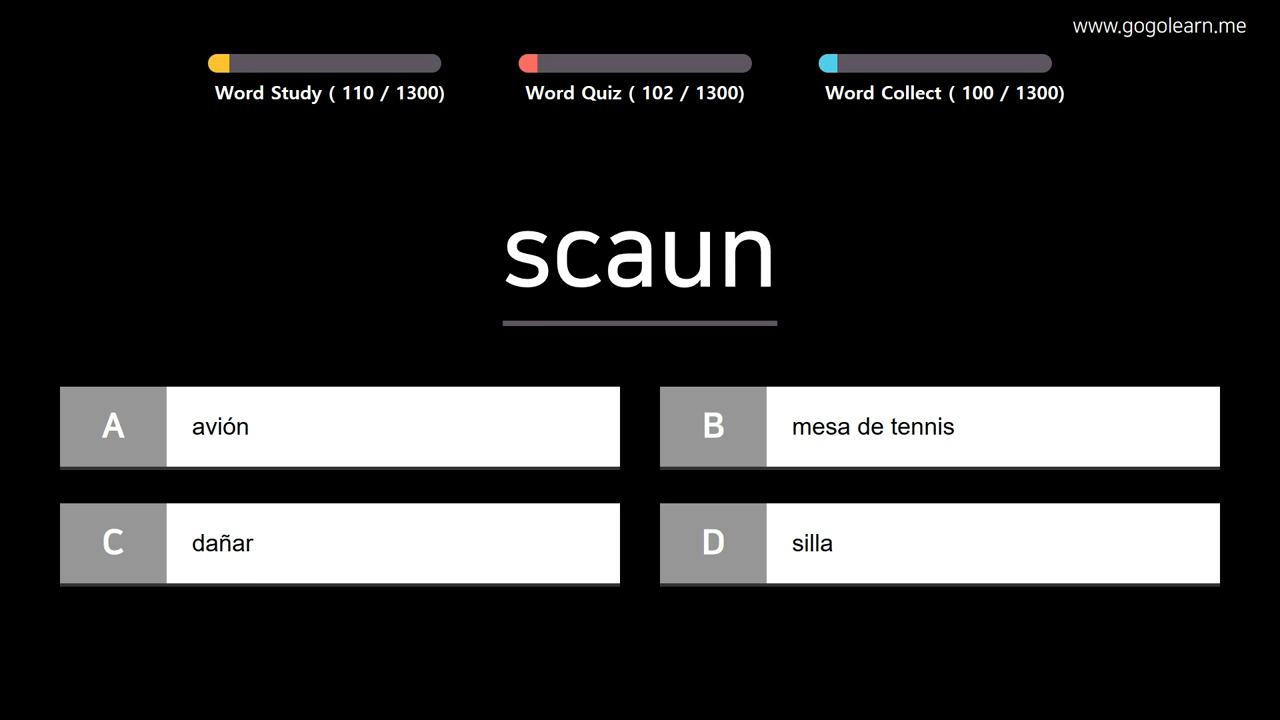 www.gogolearn.me
Word Study ( 110 / 1300)
Word Quiz ( 102 / 1300)
Word Collect ( 100 / 1300)
scaun
A
avión
B
mesa de tennis
C
dañar
D
silla